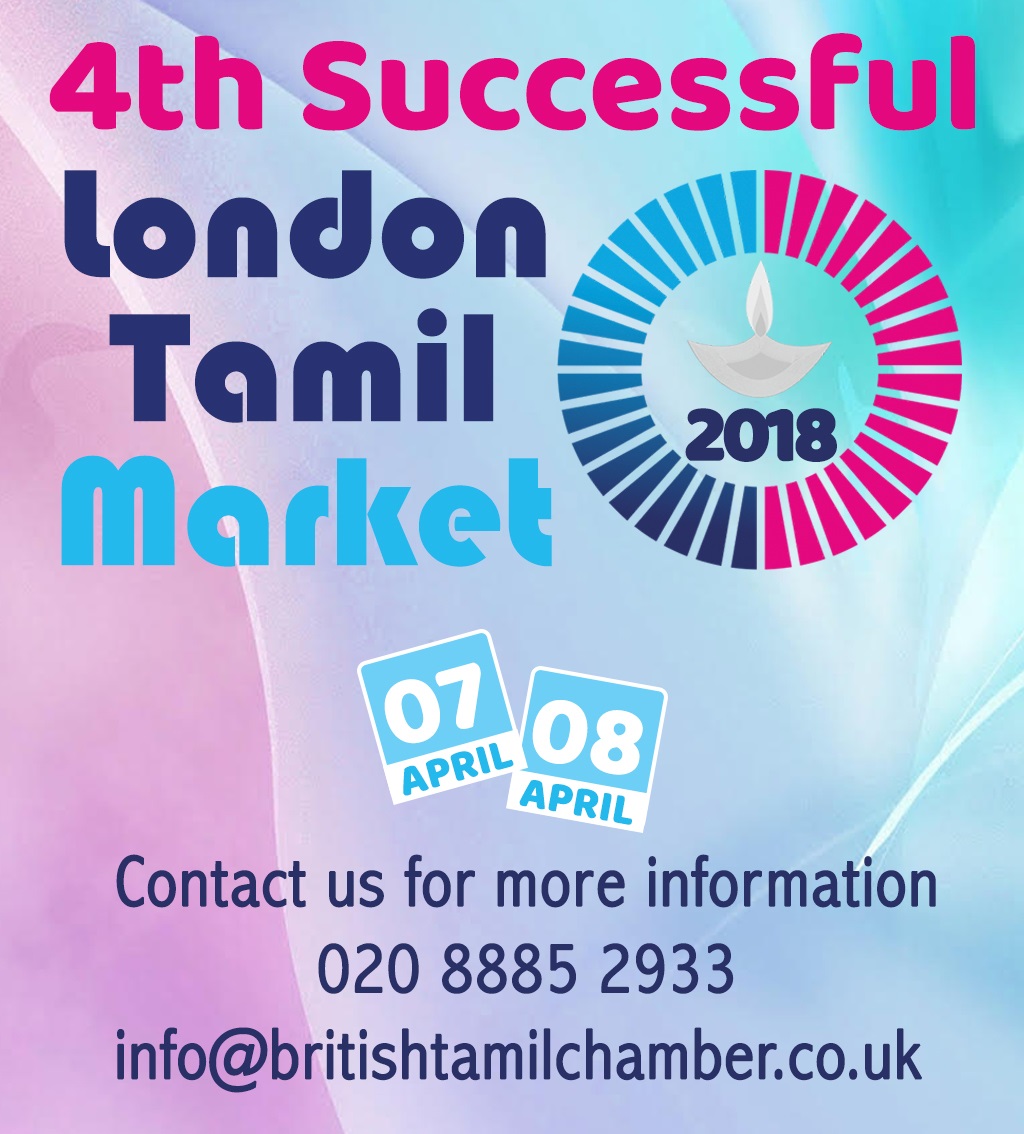 4th Successful
London
Tamil
Market
2018
07
APRIL
08
APRIL
Contact us for more information
020 8885 2933
info@britishtamilchamber.co.uk